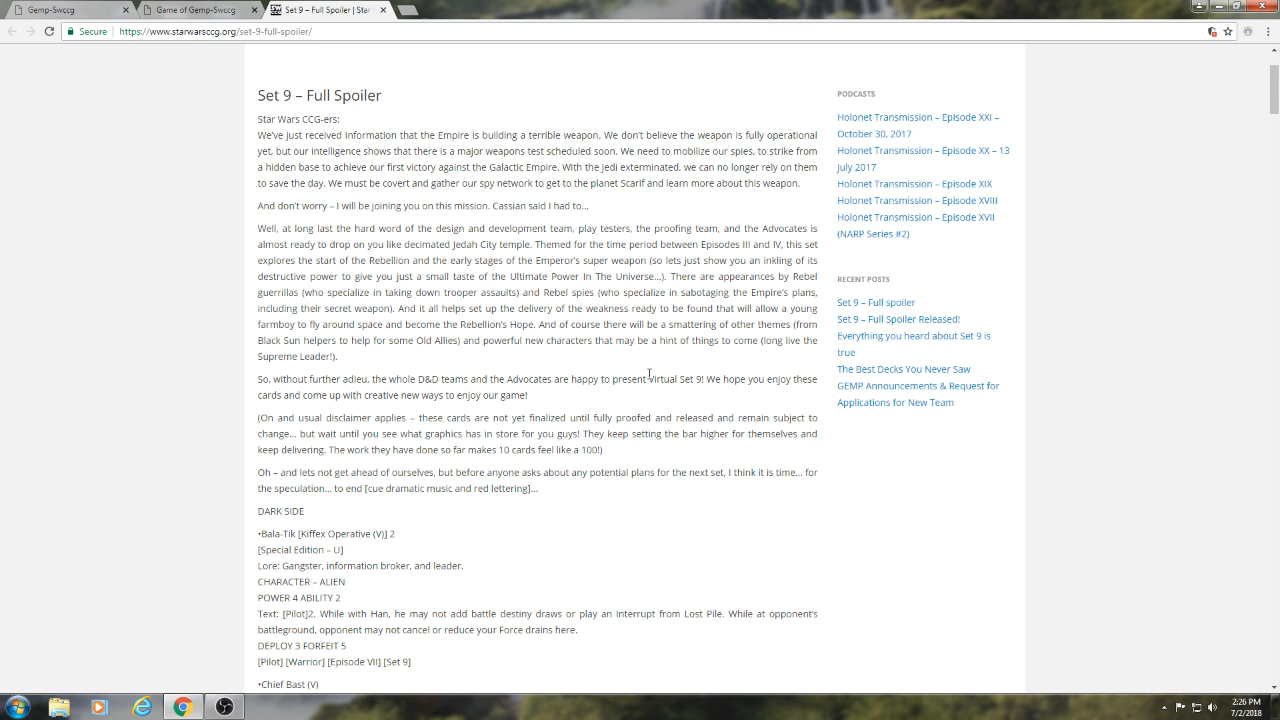 Gemp-Swccg
Game of Gemp-Swccg
Set 9 – Full Spoiler | Star
Secure
https://www.starwarsccg.org/set-9-full-spoiler/
Set 9 – Full Spoiler
Star Wars CCG-ers:
We've just received information that the Empire is building a terrible weapon. We don't believe the weapon is fully operational
yet, but our intelligence shows that there is a major weapons test scheduled soon. We need to mobilize our spies, to strike from
a hidden base to achieve our first victory against the Galactic Empire. With the Jedi exterminated, we can no longer rely on them
to save the day. We must be covert and gather our spy network to get to the planet Scarif and learn more about this weapon.
And don't worry – I will be joining you on this mission. Cassian said I had to…
Well, at long last the hard word of the design and development team, play testers, the proofing team, and the Advocates is
almost ready to drop on you like decimated Jedah City temple. Themed for the time period between Episodes III and IV, this set
explores the start of the Rebellion and the early stages of the Emperor's super weapon (so lets just show you an inkling of its
destructive power to give you just a small taste of the Ultimate Power In The Universe…). There are appearances by Rebel
guerrillas (who specialize in taking down trooper assaults) and Rebel spies (who specialize in sabotaging the Empire's plans,
including their secret weapon). And it all helps set up the delivery of the weakness ready to be found that will allow a young
farmboy to fly around space and become the Rebellion's Hope. And of course there will be a smattering of other themes (from
Black Sun helpers to help for some Old Allies) and powerful new characters that may be a hint of things to come (long live the
Supreme Leader!).
So, without further adieu, the whole D&D teams and the Advocates are happy to present Virtual Set 9! We hope you enjoy these
cards and come up with creative new ways to enjoy our game!
(On and usual disclaimer applies – these cards are not yet finalized until fully proofed and released and remain subject to
change… but wait until you see what graphics has in store for you guys! They keep setting the bar higher for themselves and
keep delivering. The work they have done so far makes 10 cards feel like a 100!)
Oh – and lets not get ahead of ourselves, but before anyone asks about any potential plans for the next set, I think it is time… for
the speculation… to end [cue dramatic music and red lettering]…
DARK SIDE
•Bala-Tik [Kiffex Operative (V)] 2
[Special Edition – U]
Lore: Gangster, information broker, and leader.
CHARACTER – ALIEN
POWER 4 ABILITY 2
Text: [Pilot]2. While with Han, he may not add battle destiny draws or play an Interrupt from Lost Pile. While at opponent's
battleground, opponent may not cancel or reduce your Force drains here.
DEPLOY 3 FORFEIT 5
[Pilot] [Warrior] [Episode VII] [Set 9]
•Chief Bast (V)
PODCASTS
Holonet Transmission – Episode XXI –
October 30, 2017
Holonet Transmission – Episode XX – 13
July 2017
Holonet Transmission – Episode XIX
Holonet Transmission – Episode XVIII
Holonet Transmission – Episode XVII
(NARP Series #2)
RECENT POSTS
Set 9 – Full spoiler
Set 9 – Full Spoiler Released!
Everything you heard about Set 9 is
true
The Best Decks You Never Saw
GEMP Announcements & Request for
Applications for New Team
2:26 PM
7/2/2018